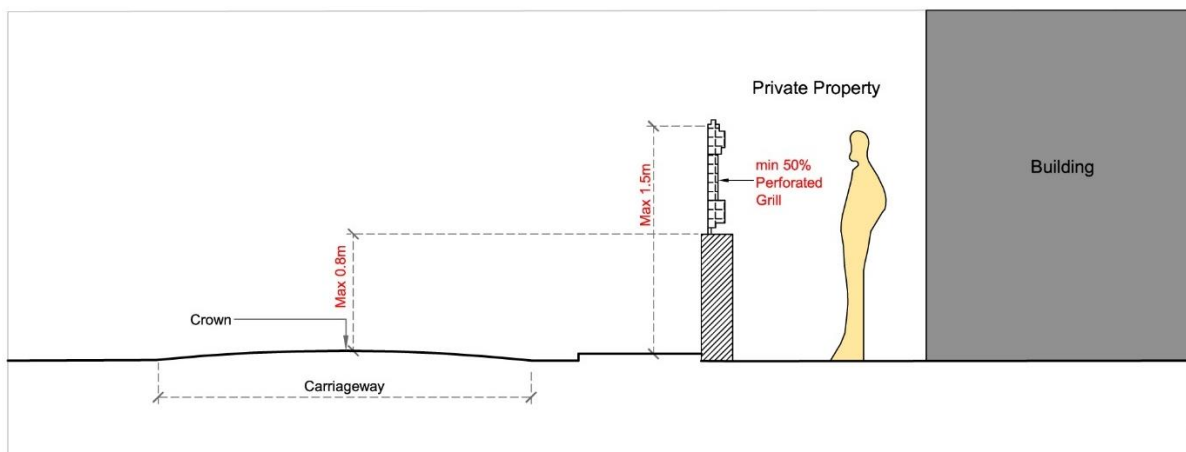 Private Property
Max 1.5m
min 50%
Perforated
Grill
Building
Max 0.8m
Crown
Carriageway